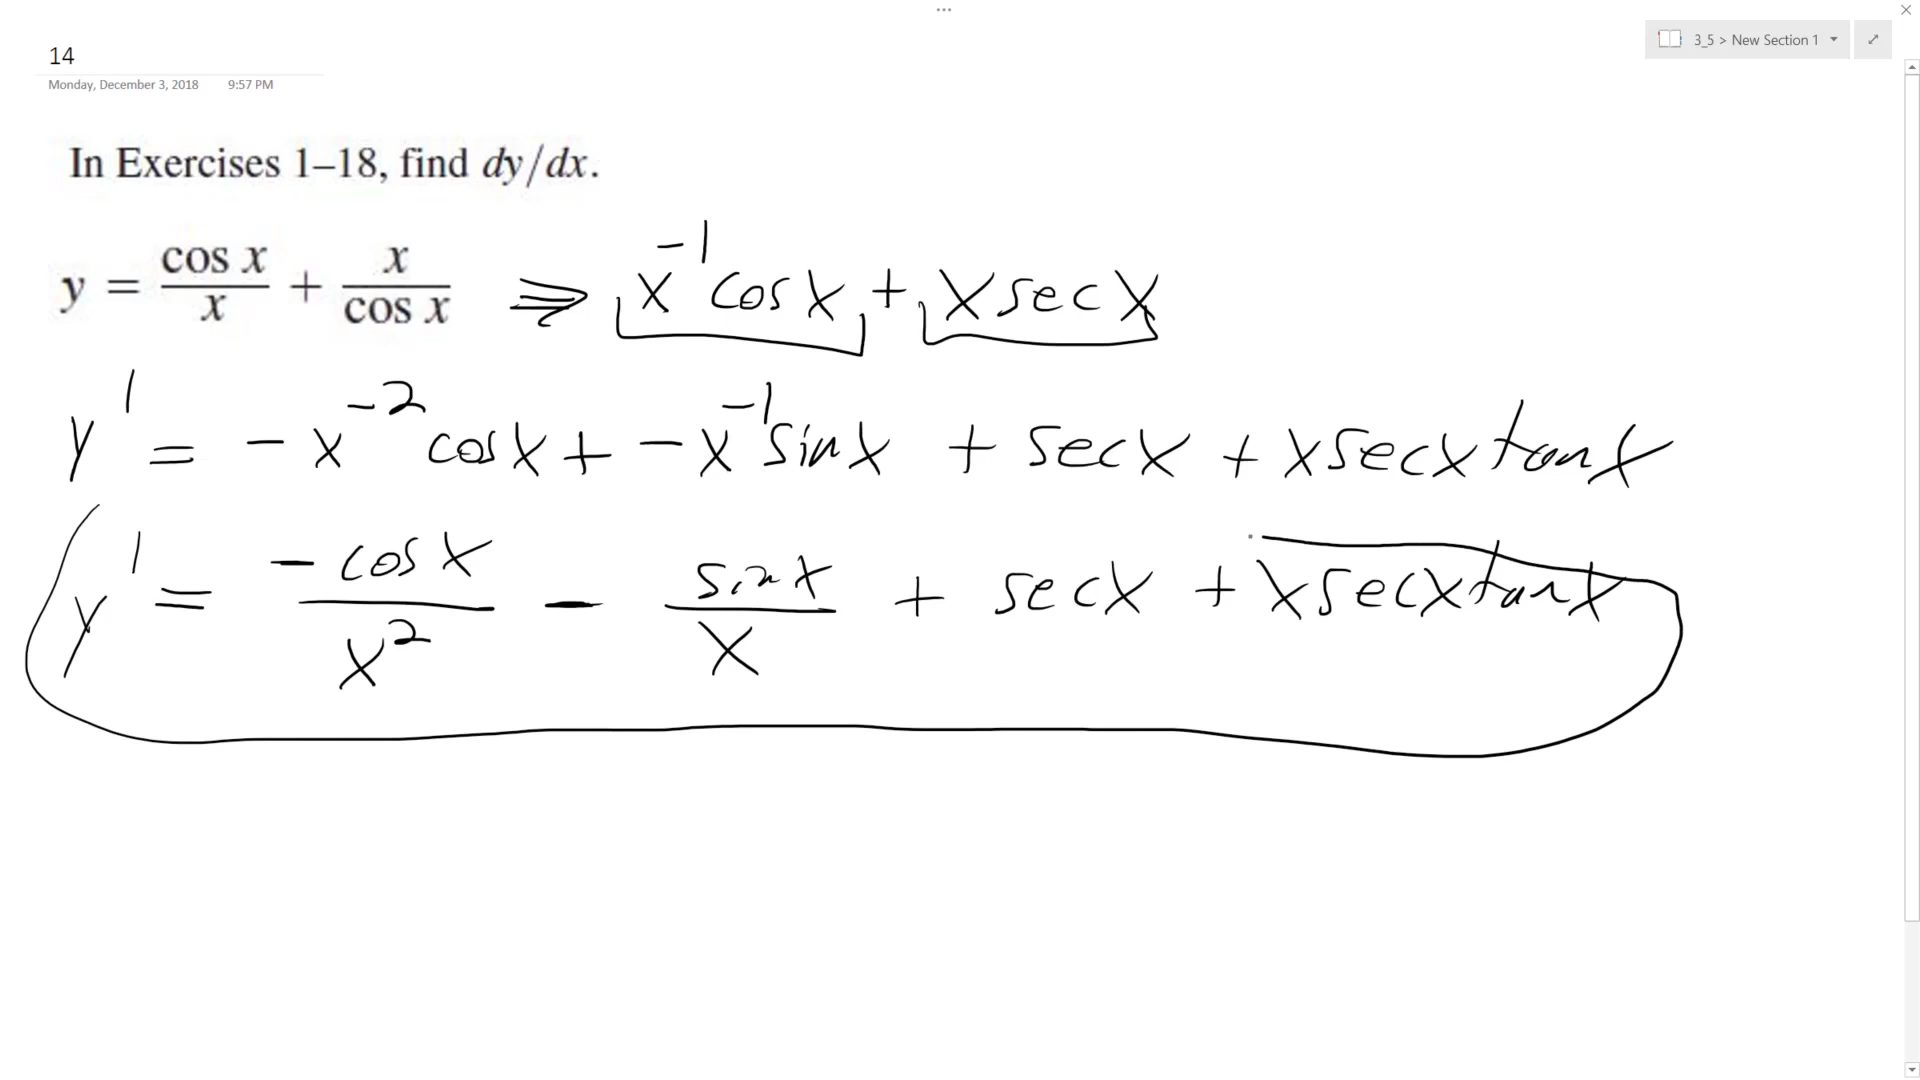 ...
3_5 > New Section 1
14
Monday, December 3, 2018 9:57 PM
In Exercises 1–18, find dy/dx.
y = cos x / x + x / cos x ⇒ x⁻¹ cos x + x sec x
y' = - x⁻² cos x + - x⁻¹ sin x + sec x + x sec x tan x
y' = - cos x / x² - sin x / x + sec x + x sec x tan x